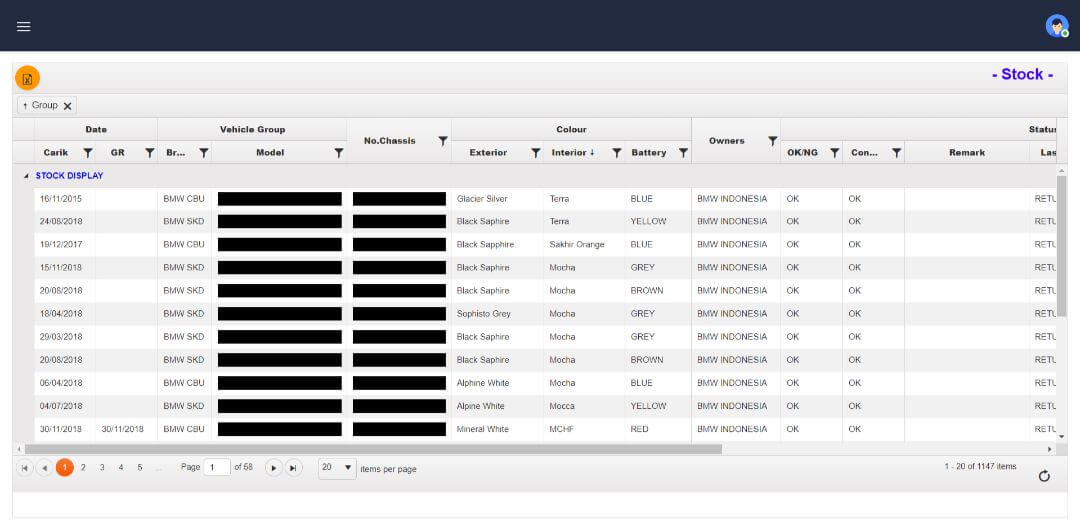 - Stock -
↑ Group ×
Date Vehicle Group No.Chassis Colour Owners Status
Carik GR Br... Model Exterior Interior ↓ Battery OK/NG Con... Remark Las
STOCK DISPLAY
16/11/2015 BMW CBU Glacier Silver Terra BLUE BMW INDONESIA OK OK RETU
24/08/2018 BMW SKD Black Saphire Terra YELLOW BMW INDONESIA OK OK RETU
19/12/2017 BMW CBU Black Sapphire Sakhir Orange BLUE BMW INDONESIA OK OK RETU
15/11/2018 BMW SKD Black Saphire Mocha GREY BMW INDONESIA OK OK RETU
20/08/2018 BMW SKD Black Saphire Mocha BROWN BMW INDONESIA OK OK RETU
18/04/2018 BMW SKD Sophisto Grey Mocha GREY BMW INDONESIA OK OK RETU
29/03/2018 BMW SKD Black Saphire Mocha GREY BMW INDONESIA OK OK RETU
20/08/2018 BMW SKD Black Saphire Mocha BROWN BMW INDONESIA OK OK RETU
06/04/2018 BMW CBU Alphine White Mocha BLUE BMW INDONESIA OK OK RETU
04/07/2018 BMW SKD Alpine White Mocca YELLOW BMW INDONESIA OK OK RETU
30/11/2018 30/11/2018 BMW CBU Mineral White MCHF RED BMW INDONESIA OK OK RETU
1 2 3 4 5 ... Page 1 of 58 20 items per page 1 - 20 of 1147 items